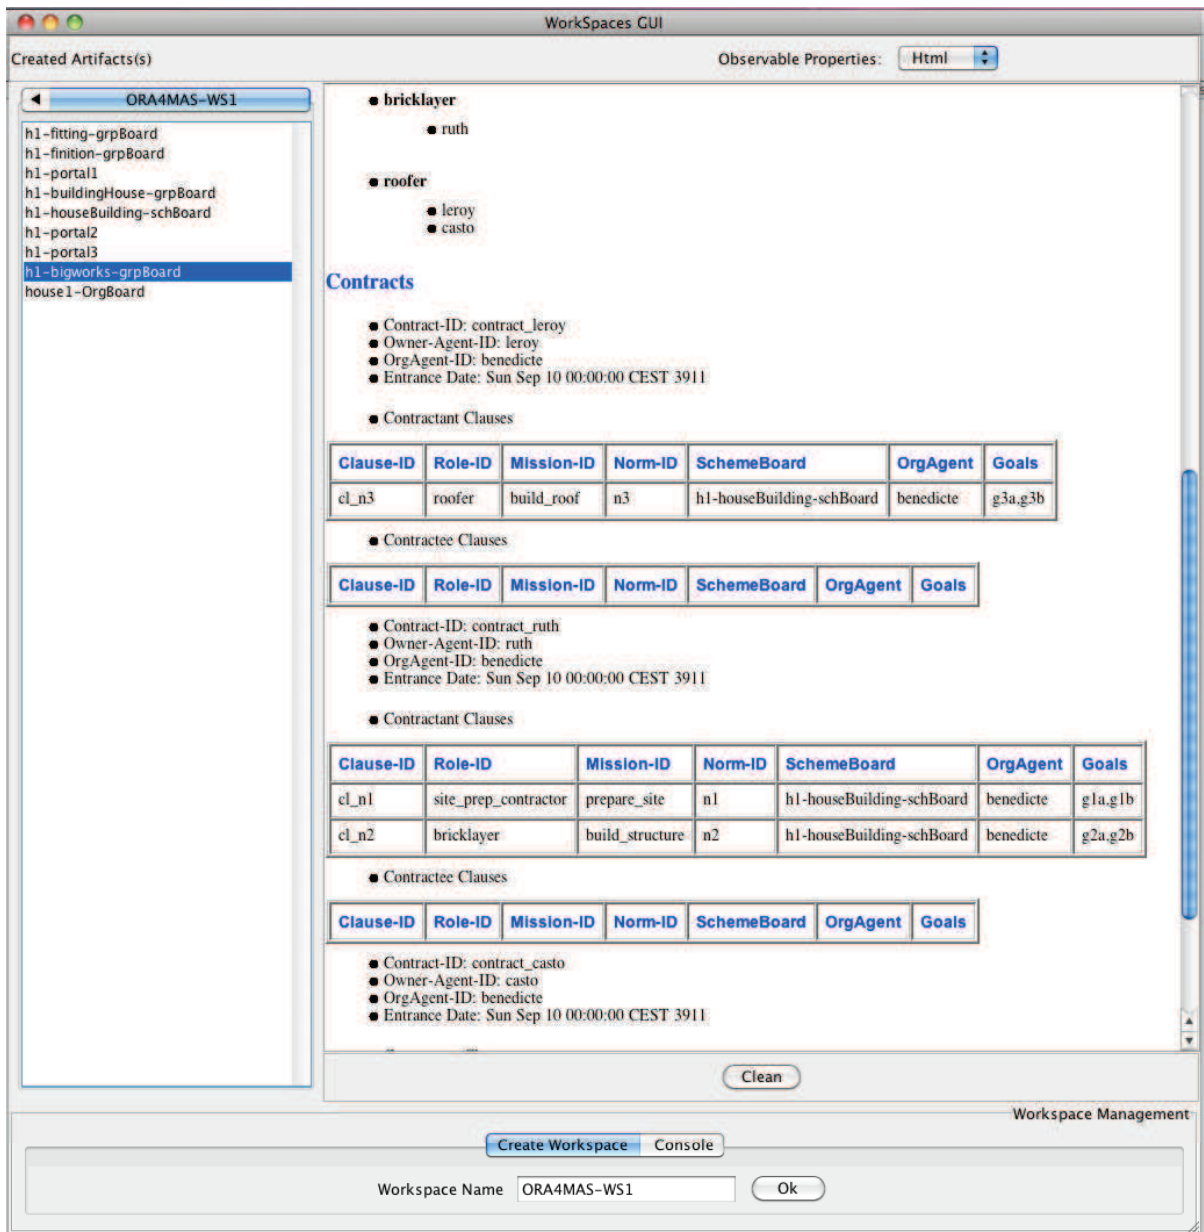 WorkSpaces GUI
Created Artifacts(s)
Observable Properties: Html
ORA4MAS-WS1
h1-fitting-grpBoard
h1-finition-grpBoard
h1-portal1
h1-buildingHouse-grpBoard
h1-houseBuilding-schBoard
h1-portal2
h1-portal3
h1-bigworks-grpBoard
house1-OrgBoard
bricklayer
ruth
roofer
leroy
casto
Contracts
Contract-ID: contract_leroy
Owner-Agent-ID: leroy
OrgAgent-ID: benedicte
Entrance Date: Sun Sep 10 00:00:00 CEST 3911
Contractant Clauses
Clause-ID Role-ID Mission-ID Norm-ID SchemeBoard OrgAgent Goals
cl_n3 roofer build_roof n3 h1-houseBuilding-schBoard benedicte g3a,g3b
Contractee Clauses
Clause-ID Role-ID Mission-ID Norm-ID SchemeBoard OrgAgent Goals
Contract-ID: contract_ruth
Owner-Agent-ID: ruth
OrgAgent-ID: benedicte
Entrance Date: Sun Sep 10 00:00:00 CEST 3911
Contractant Clauses
Clause-ID Role-ID Mission-ID Norm-ID SchemeBoard OrgAgent Goals
cl_n1 site_prep_contractor prepare_site n1 h1-houseBuilding-schBoard benedicte g1a,g1b
cl_n2 bricklayer build_structure n2 h1-houseBuilding-schBoard benedicte g2a,g2b
Contractee Clauses
Clause-ID Role-ID Mission-ID Norm-ID SchemeBoard OrgAgent Goals
Contract-ID: contract_casto
Owner-Agent-ID: casto
OrgAgent-ID: benedicte
Entrance Date: Sun Sep 10 00:00:00 CEST 3911
Clean
Workspace Management
Create Workspace Console
Workspace Name ORA4MAS-WS1 Ok